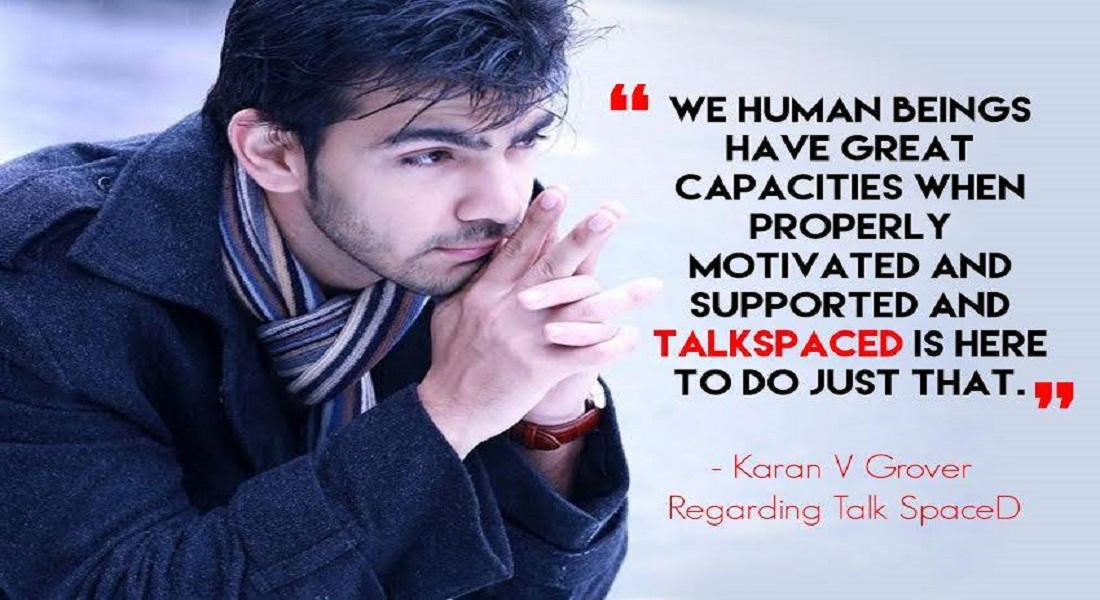 “ WE HUMAN BEINGS
HAVE GREAT
CAPACITIES WHEN
PROPERLY
MOTIVATED AND
SUPPORTED AND
TALKSPACED IS HERE
TO DO JUST THAT. ”
- Karan V Grover
Regarding Talk SpaceD